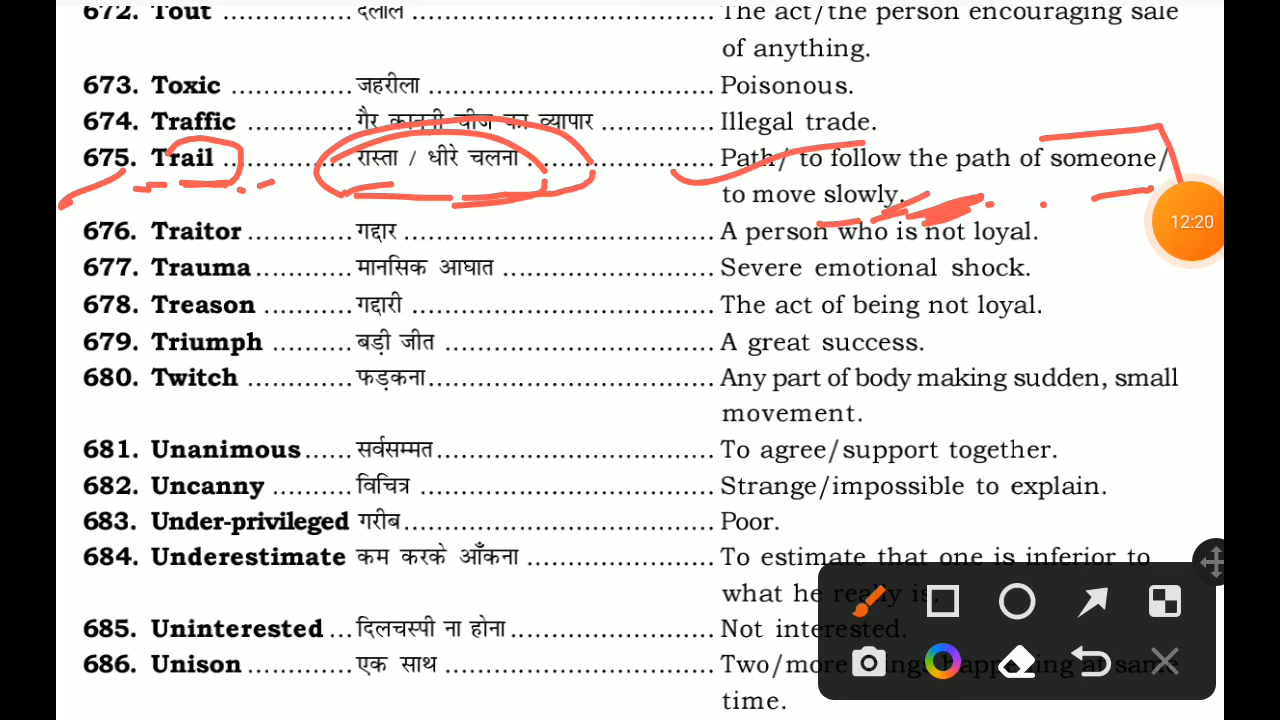 672. Tout .............. दलाल .................................... The act/the person encouraging sale
of anything.
673. Toxic .............. जहरीला .................................. Poisonous.
674. Traffic ............ गैर कानूनी चीज का व्यापार ............. Illegal trade.
675. Trail .............. रास्ता / धीरे चलना ...................... Path/ to follow the path of someone/
to move slowly.
12:20
676. Traitor ............ गद्दार ................................... A person who is not loyal.
677. Trauma ............ मानसिक आघात ......................... Severe emotional shock.
678. Treason ........... गद्दारी ................................... The act of being not loyal.
679. Triumph .......... बड़ी जीत ................................ A great success.
680. Twitch ............ फड़कना................................. Any part of body making sudden, small
movement.
681. Unanimous ...... सर्वसम्मत................................ To agree/support together.
682. Uncanny .......... विचित्र .................................. Strange/impossible to explain.
683. Under-privileged गरीब.................................... Poor.
684. Underestimate कम करके आँकना ..................... To estimate that one is inferior to
what he really is.
685. Uninterested ... दिलचस्पी ना होना....................... Not interested.
686. Unison ............ एक साथ ................................ Two/more things happening at same
time.